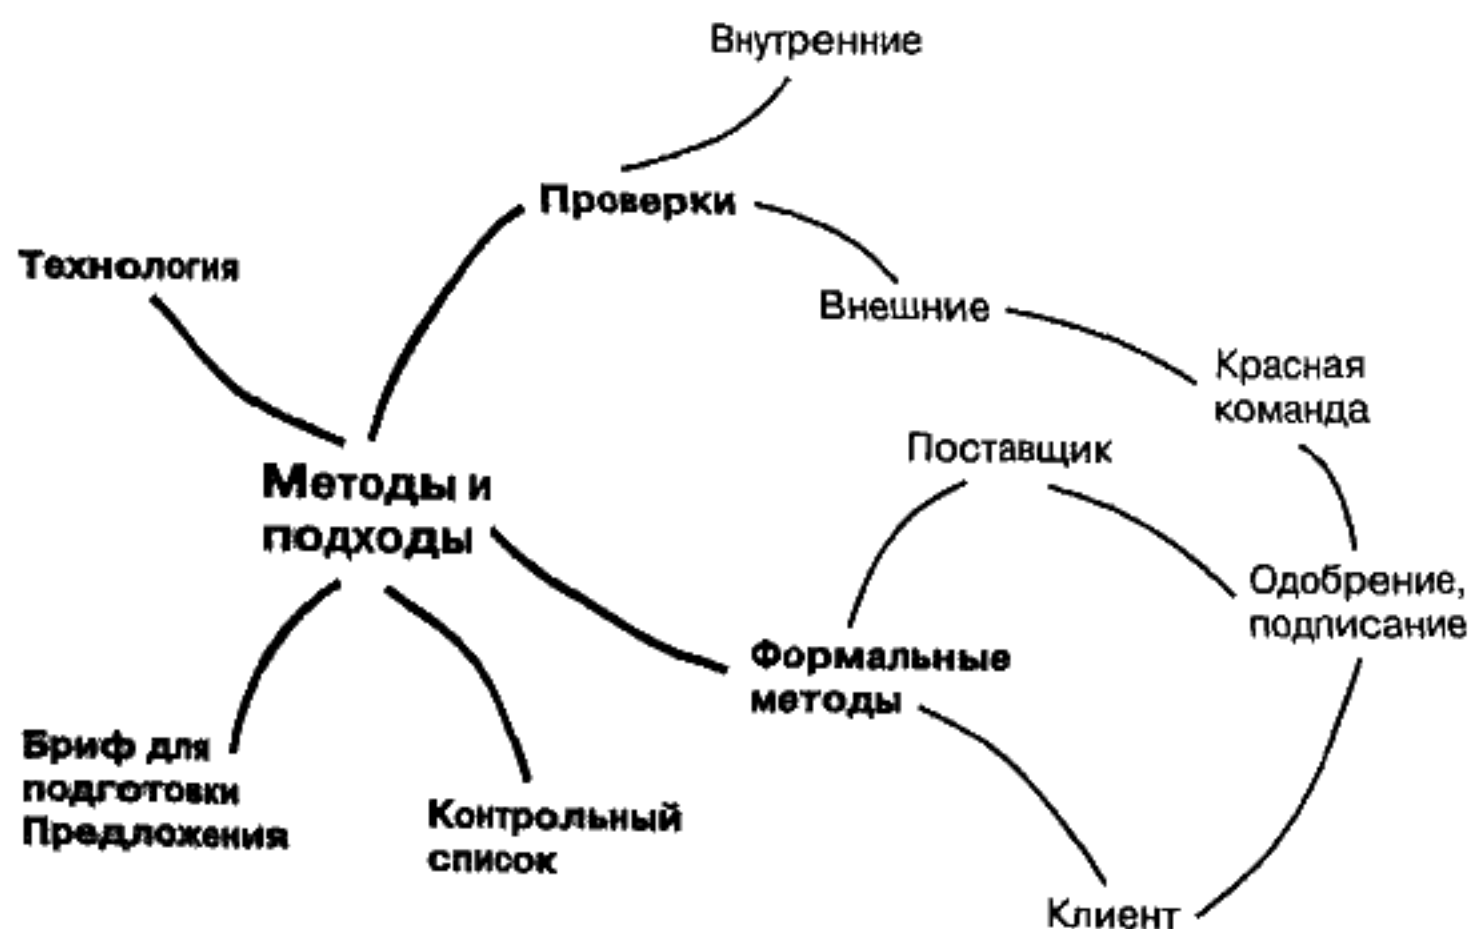 Внутренние
Проверки
Технология
Внешние
Красная
команда
Поставщик
Методы и
подходы
Одобрение,
подписание
Формальные
методы
Бриф для
подготовки
Предложения
Контрольный
список
Клиент